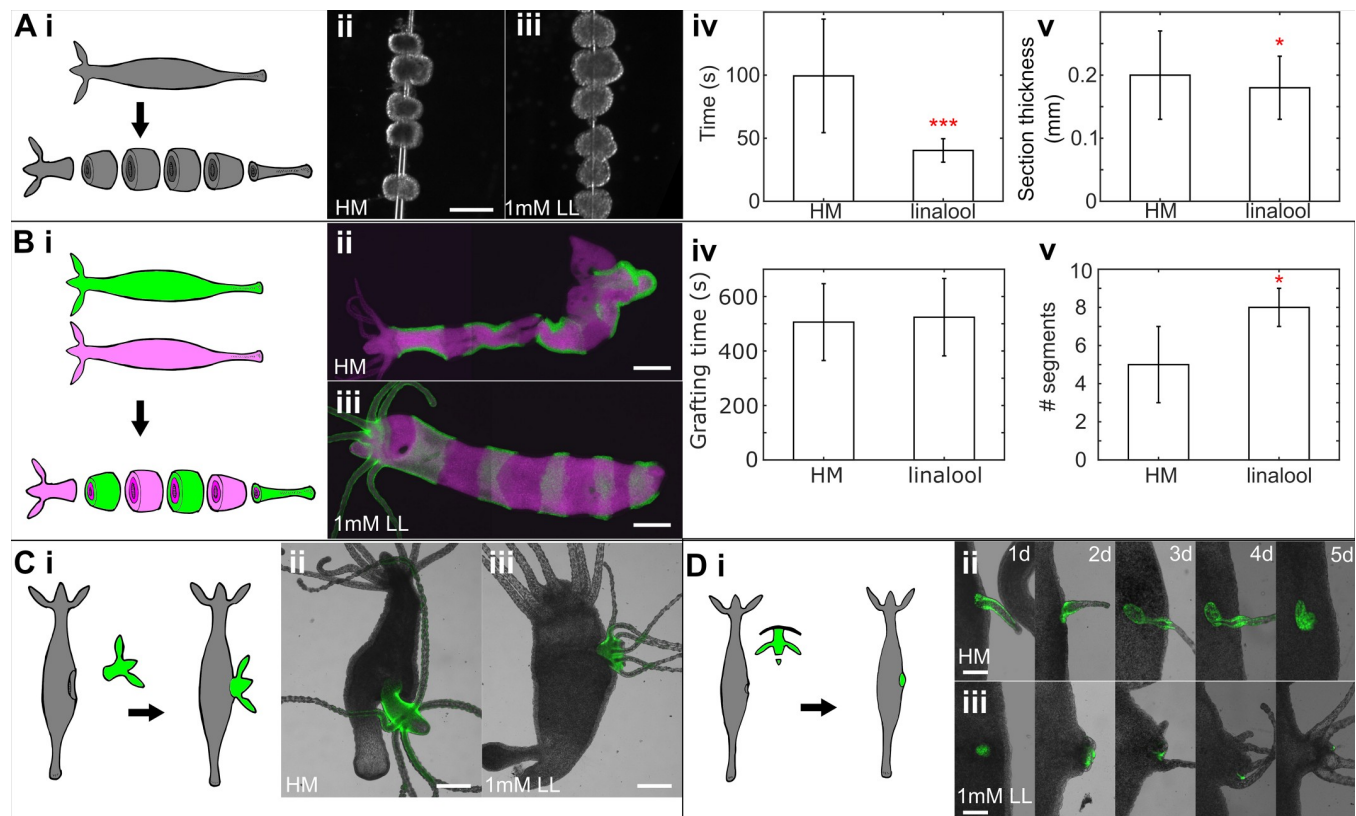 A i
ii
HM
iii
1mM LL
iv
Time (s)
100
50
0
***
HM
linalool
v
Section thickness
(mm)
0.2
0.1
0
*
HM
linalool
B i
ii
HM
iii
1mM LL
iv
Grafting time (s)
600
400
200
0
HM
linalool
v
# segments
10
8
6
4
2
0
*
HM
linalool
C i
ii
HM
iii
1mM LL
D i
ii
1d
2d
3d
4d
5d
HM
iii
1mM LL